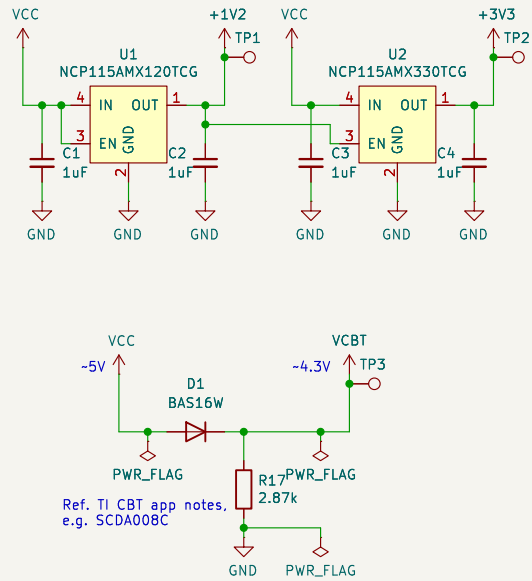 VCC
+1V2
VCC
+3V3
U1
TP1
U2
TP2
NCP115AMX120TCG
NCP115AMX330TCG
4 IN OUT 1
4 IN OUT 1
3 EN GND
3 EN GND
C1
C2
C3
C4
1uF
1uF
1uF
1uF
2
2
GND
GND
GND
GND
GND
GND
VCC
VCBT
~5V
~4.3V
TP3
D1
BAS16W
PWR_FLAG
R17
PWR_FLAG
2.87k
Ref. TI CBT app notes,
e.g. SCDA008C
GND
PWR_FLAG